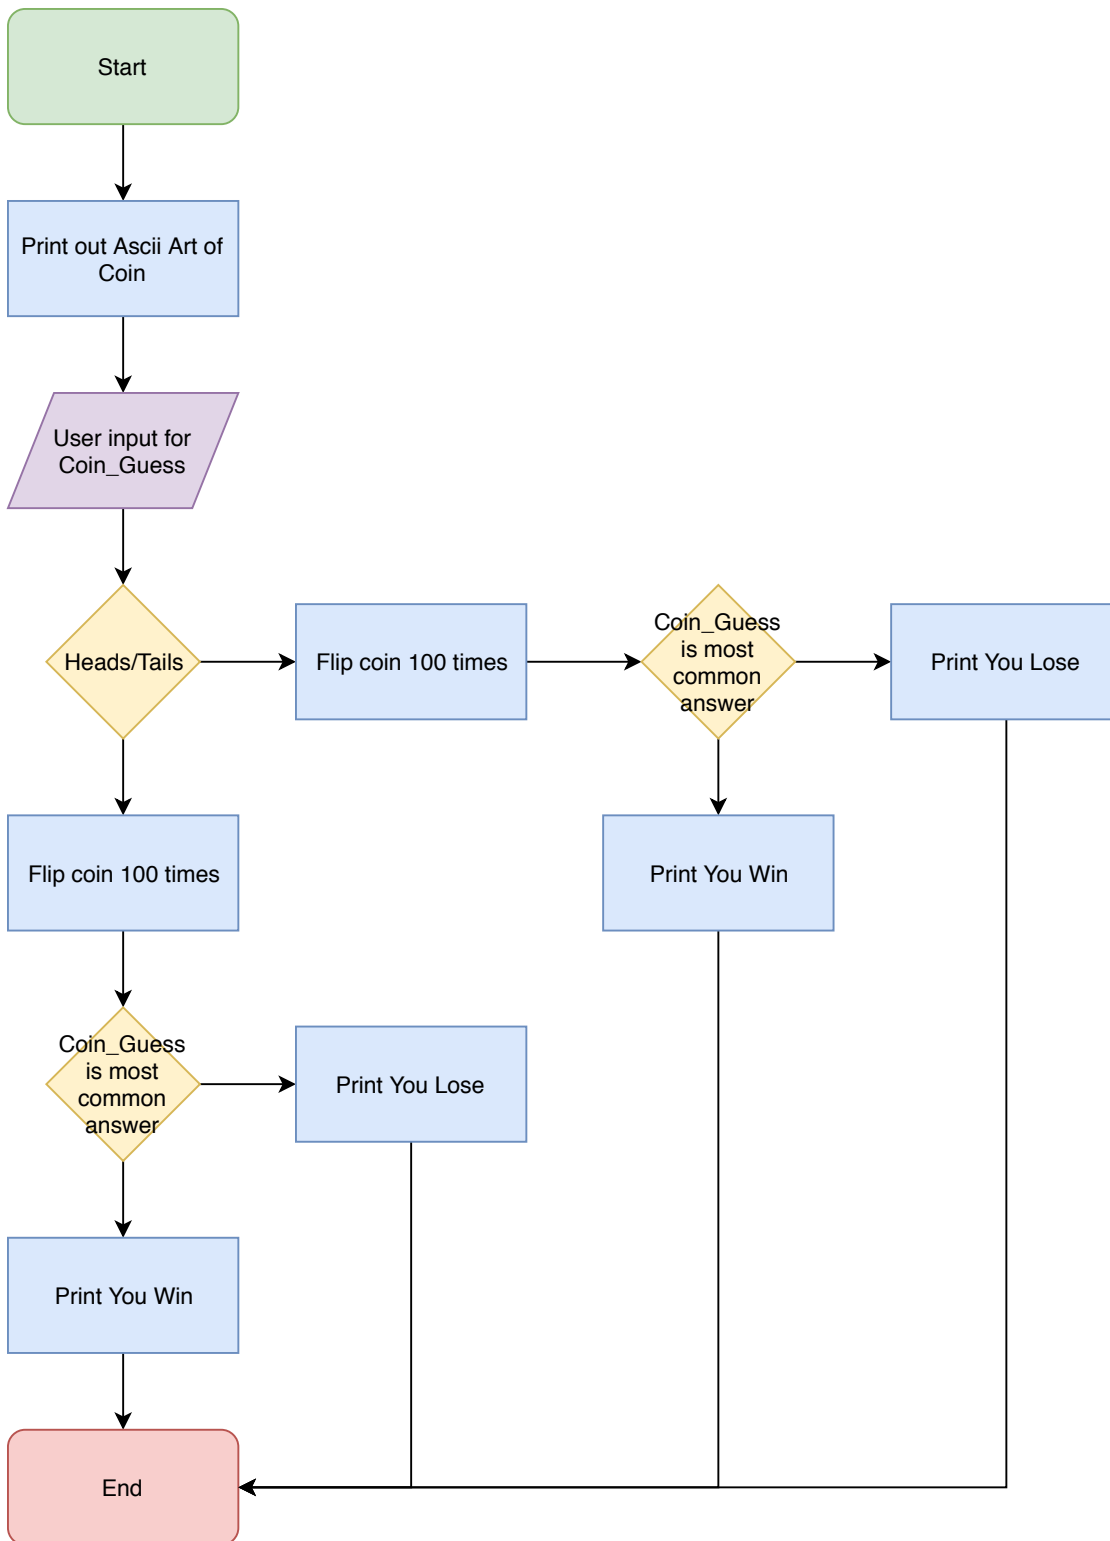 Start
Print out Ascii Art of
Coin
User input for
Coin_Guess
Heads/Tails
Flip coin 100 times
Coin_Guess
is most
common
answer
Print You Lose
Flip coin 100 times
Print You Win
Coin_Guess
is most
common
answer
Print You Lose
Print You Win
End